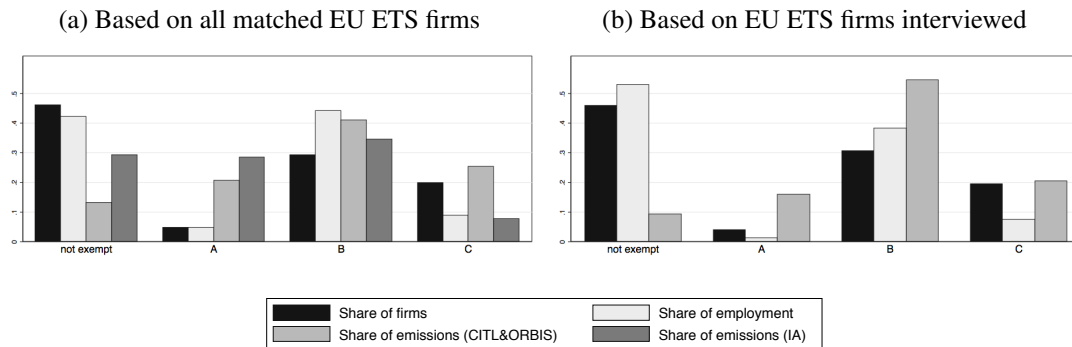 (a) Based on all matched EU ETS firms
(b) Based on EU ETS firms interviewed
.5
.4
.3
.2
.1
0
not exempt A B C
.5
.4
.3
.2
.1
0
not exempt A B C
Share of firms
Share of employment
Share of emissions (CITL&ORBIS)
Share of emissions (IA)